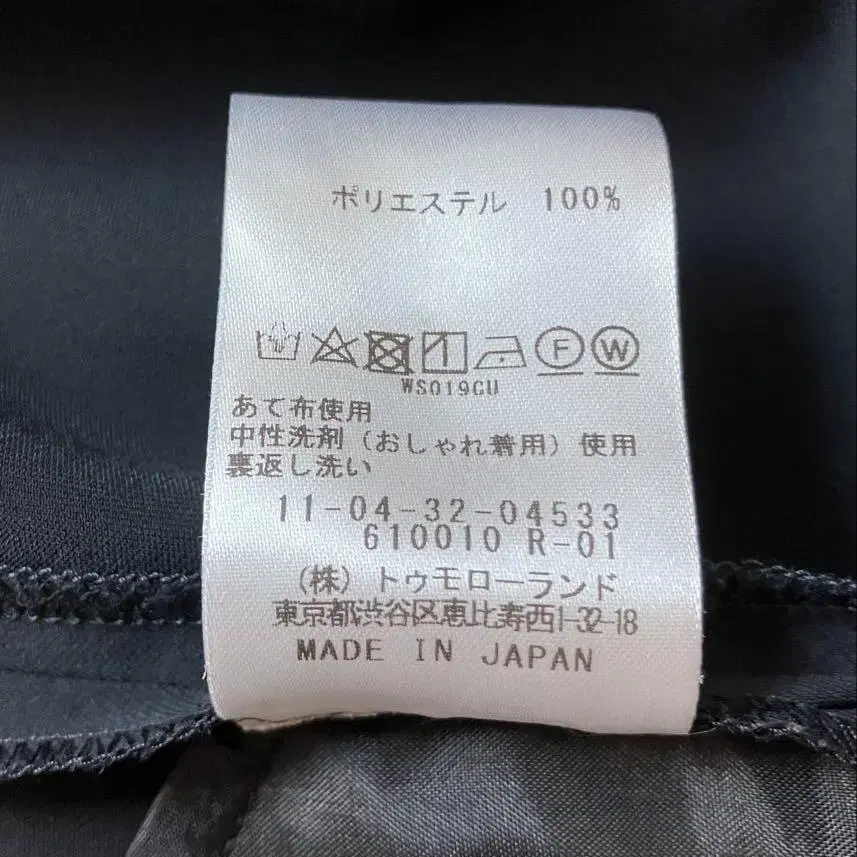 ポリエステル 100%
F W
WS019CU
あて布使用
中性洗剤（おしゃれ着用）使用
裏返し洗い
11-04-32-04533
610010 R-01
（株）トゥモローランド
東京都渋谷区恵比寿西1-32-18
MADE IN JAPAN